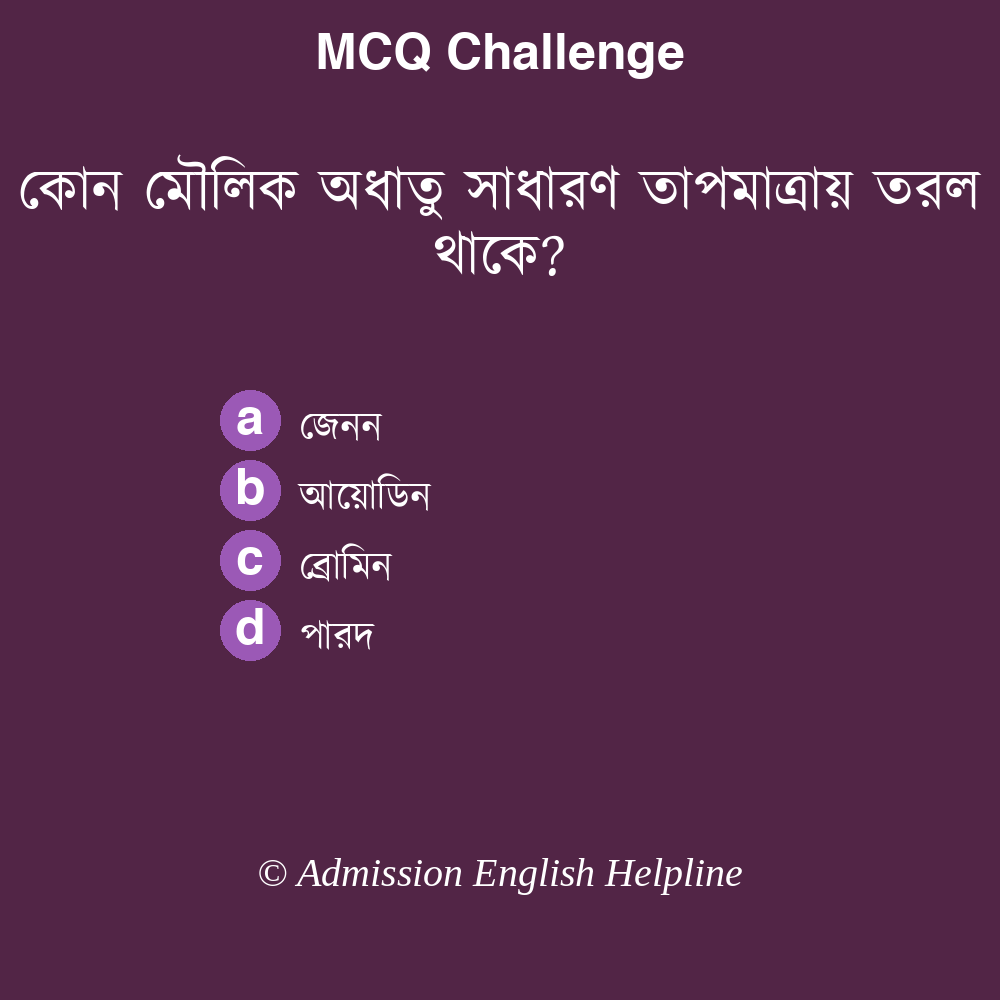 MCQ Challenge
কোন মৌলিক অধাতু সাধারণ তাপমাত্রায় তরল
থাকে?
a জেনন
b আয়োডিন
c ব্রোমিন
d পারদ
© Admission English Helpline